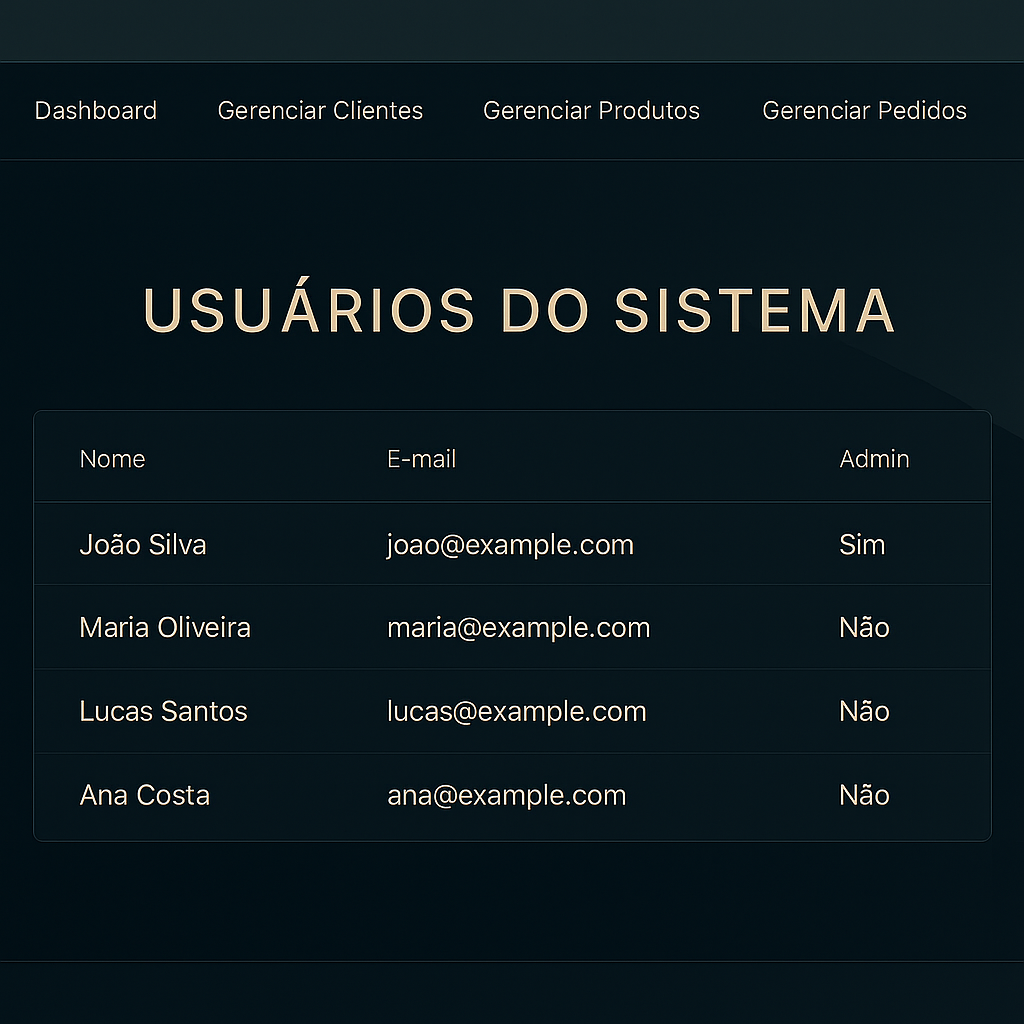 Dashboard Gerenciar Clientes Gerenciar Produtos Gerenciar Pedidos
USUÁRIOS DO SISTEMA
Nome E-mail Admin
João Silva joao@example.com Sim
Maria Oliveira maria@example.com Não
Lucas Santos lucas@example.com Não
Ana Costa ana@example.com Não